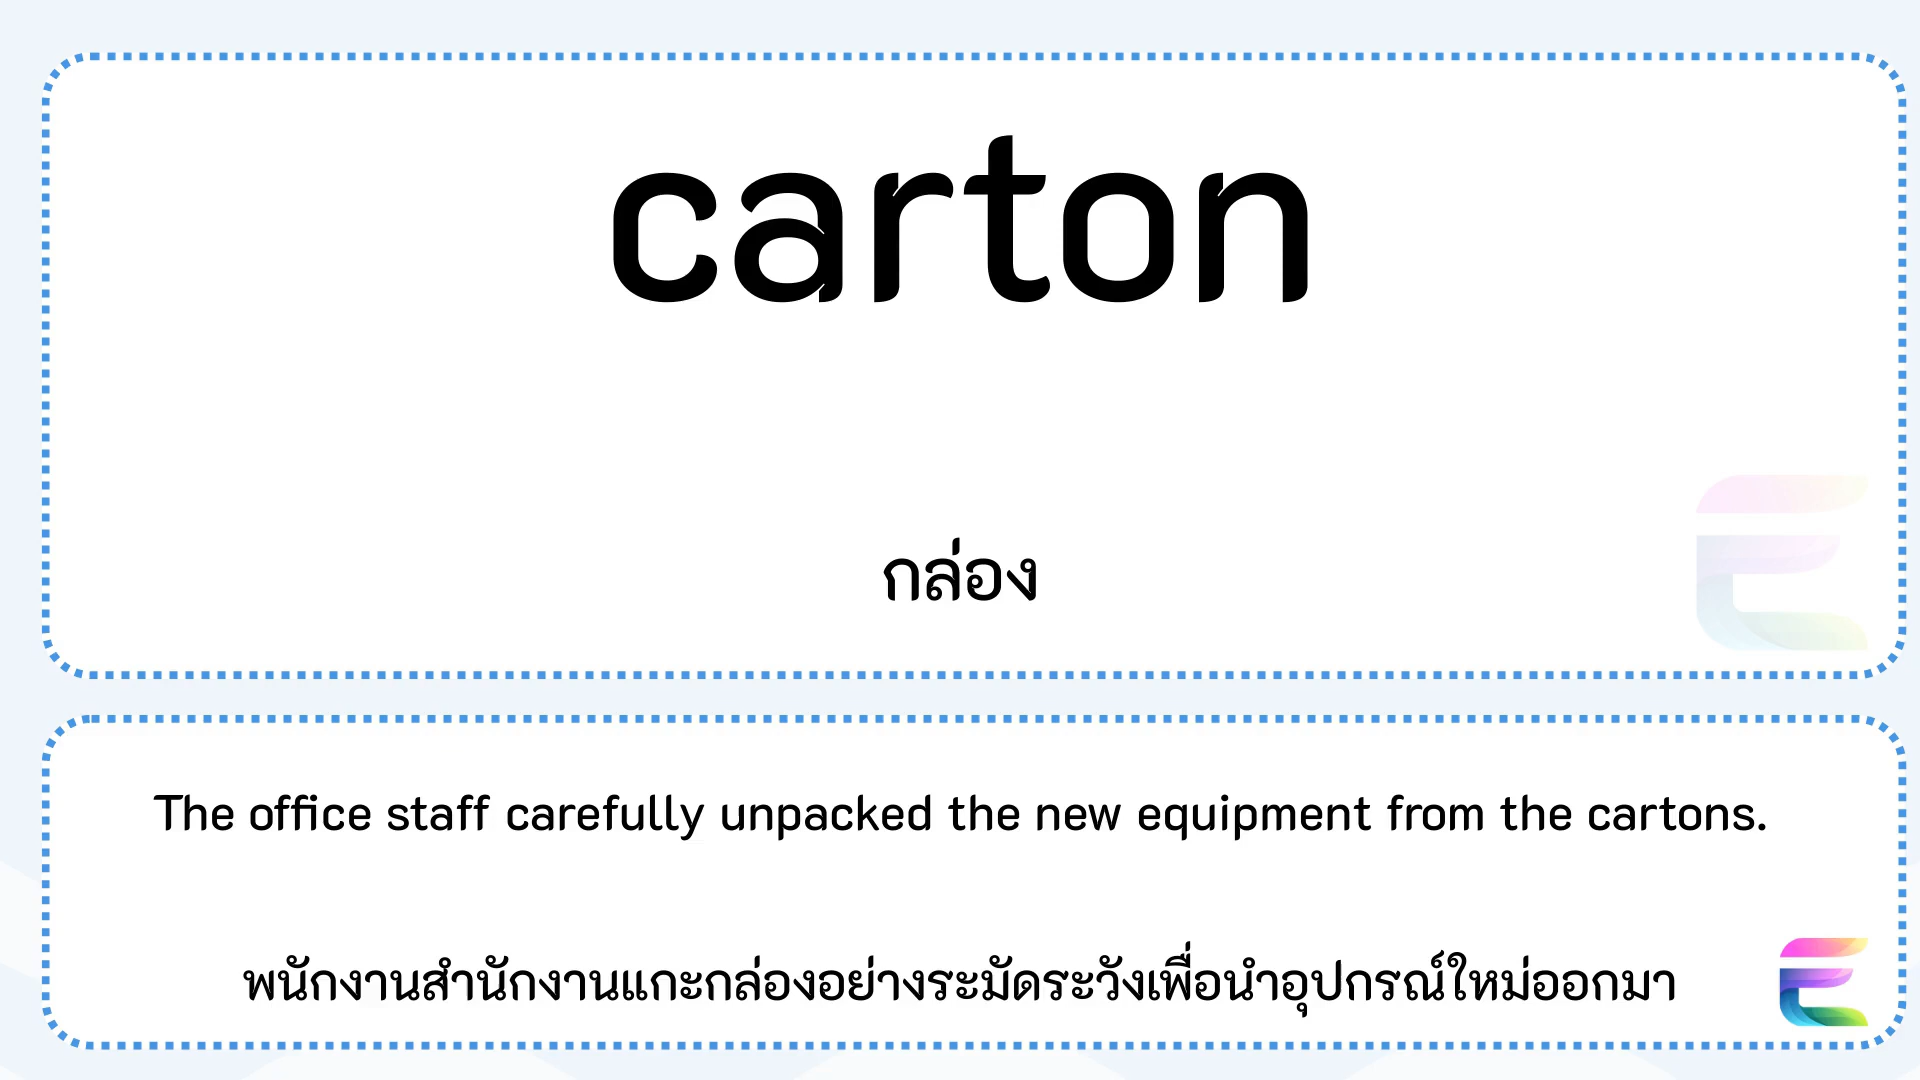 carton
กล่อง
The office staff carefully unpacked the new equipment from the cartons.
พนักงานสำนักงานแกะกล่องอย่างระมัดระวังเพื่อนำอุปกรณ์ใหม่ออกมา